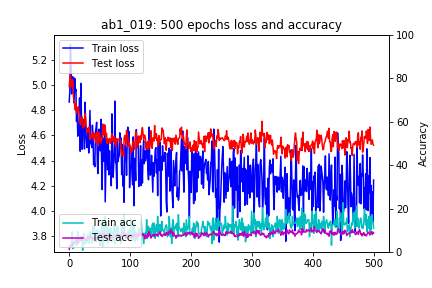 ab1_019: 500 epochs loss and accuracy
Train loss
Test loss
Train acc
Test acc
Loss
5.2
5.0
4.8
4.6
4.4
4.2
4.0
3.8
Accuracy
100
80
60
40
20
0
0 100 200 300 400 500